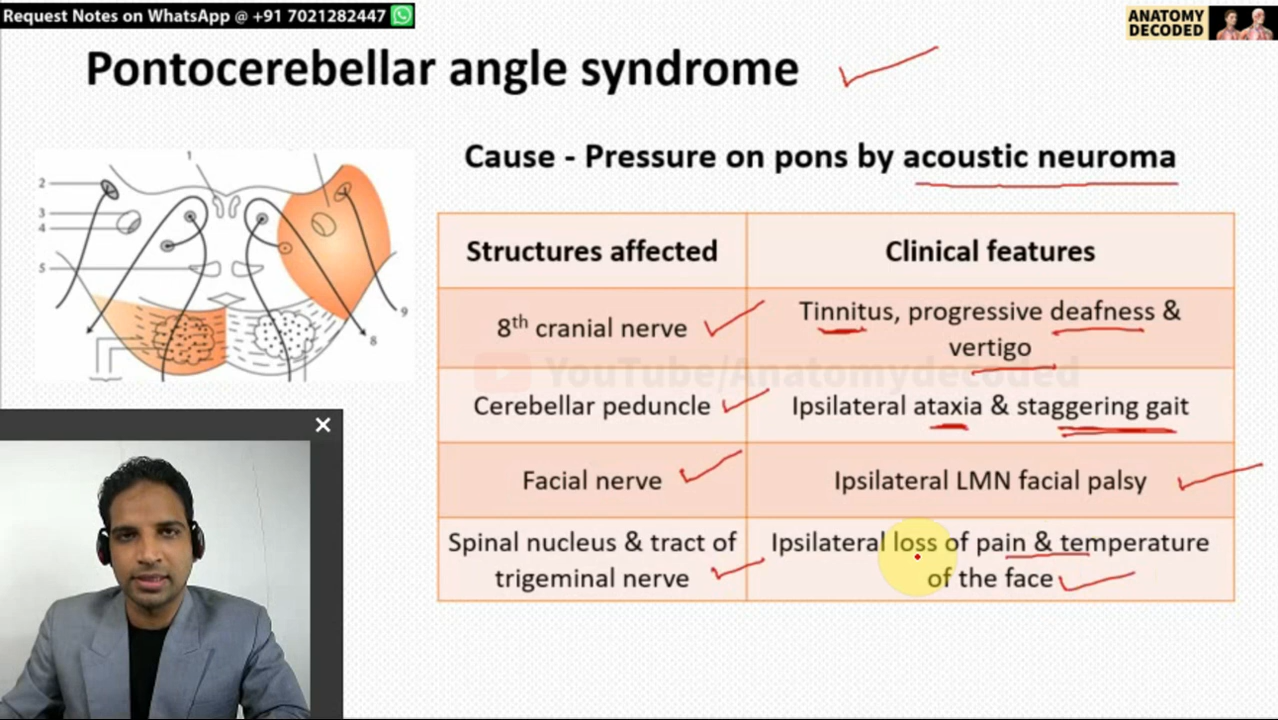 Request Notes on WhatsApp @ +91 7021282447
ANATOMY
DECODED
Pontocerebellar angle syndrome
Cause - Pressure on pons by acoustic neuroma
1
2
3
4
5
9
8
Structures affected
Clinical features
8th cranial nerve
Tinnitus, progressive deafness &
vertigo
YouTube/Anatomydecoded
Cerebellar peduncle
Ipsilateral ataxia & staggering gait
Facial nerve
Ipsilateral LMN facial palsy
Spinal nucleus & tract of
trigeminal nerve
Ipsilateral loss of pain & temperature
of the face